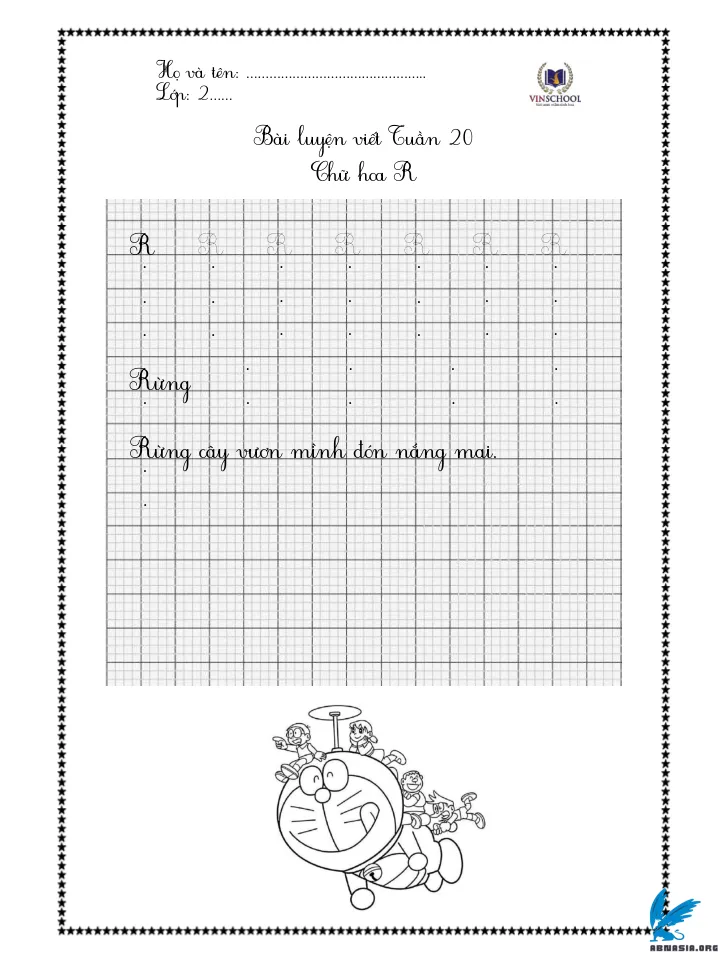 Họ và tên: ...............................................
Lớp: 2......
VINSCHOOL
Bài luyện viết Tuần 20
Chữ hoa R
R R R R R R R
Rừng
Rừng cây vươn mình đón nắng mai.
ABNASIA.ORG